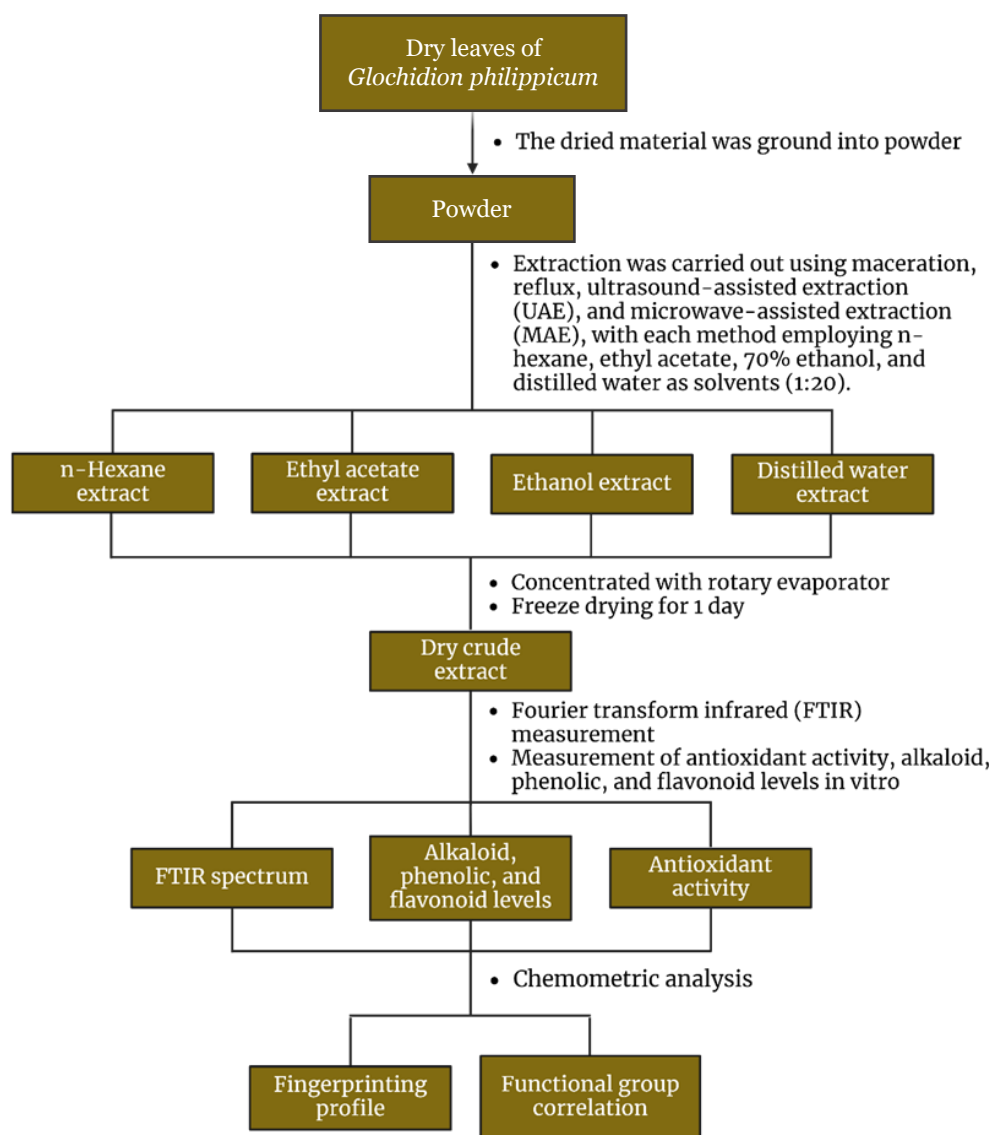 Dry leaves of
Glochidion philippicum
• The dried material was ground into powder
Powder
• Extraction was carried out using maceration,
reflux, ultrasound-assisted extraction
(UAE), and microwave-assisted extraction
(MAE), with each method employing n-
hexane, ethyl acetate, 70% ethanol, and
distilled water as solvents (1:20).
n-Hexane
extract
Ethyl acetate
extract
Ethanol extract
Distilled water
extract
• Concentrated with rotary evaporator
• Freeze drying for 1 day
Dry crude
extract
• Fourier transform infrared (FTIR)
measurement
• Measurement of antioxidant activity, alkaloid,
phenolic, and flavonoid levels in vitro
FTIR spectrum
Alkaloid,
phenolic, and
flavonoid levels
Antioxidant
activity
• Chemometric analysis
Fingerprinting
profile
Functional group
correlation